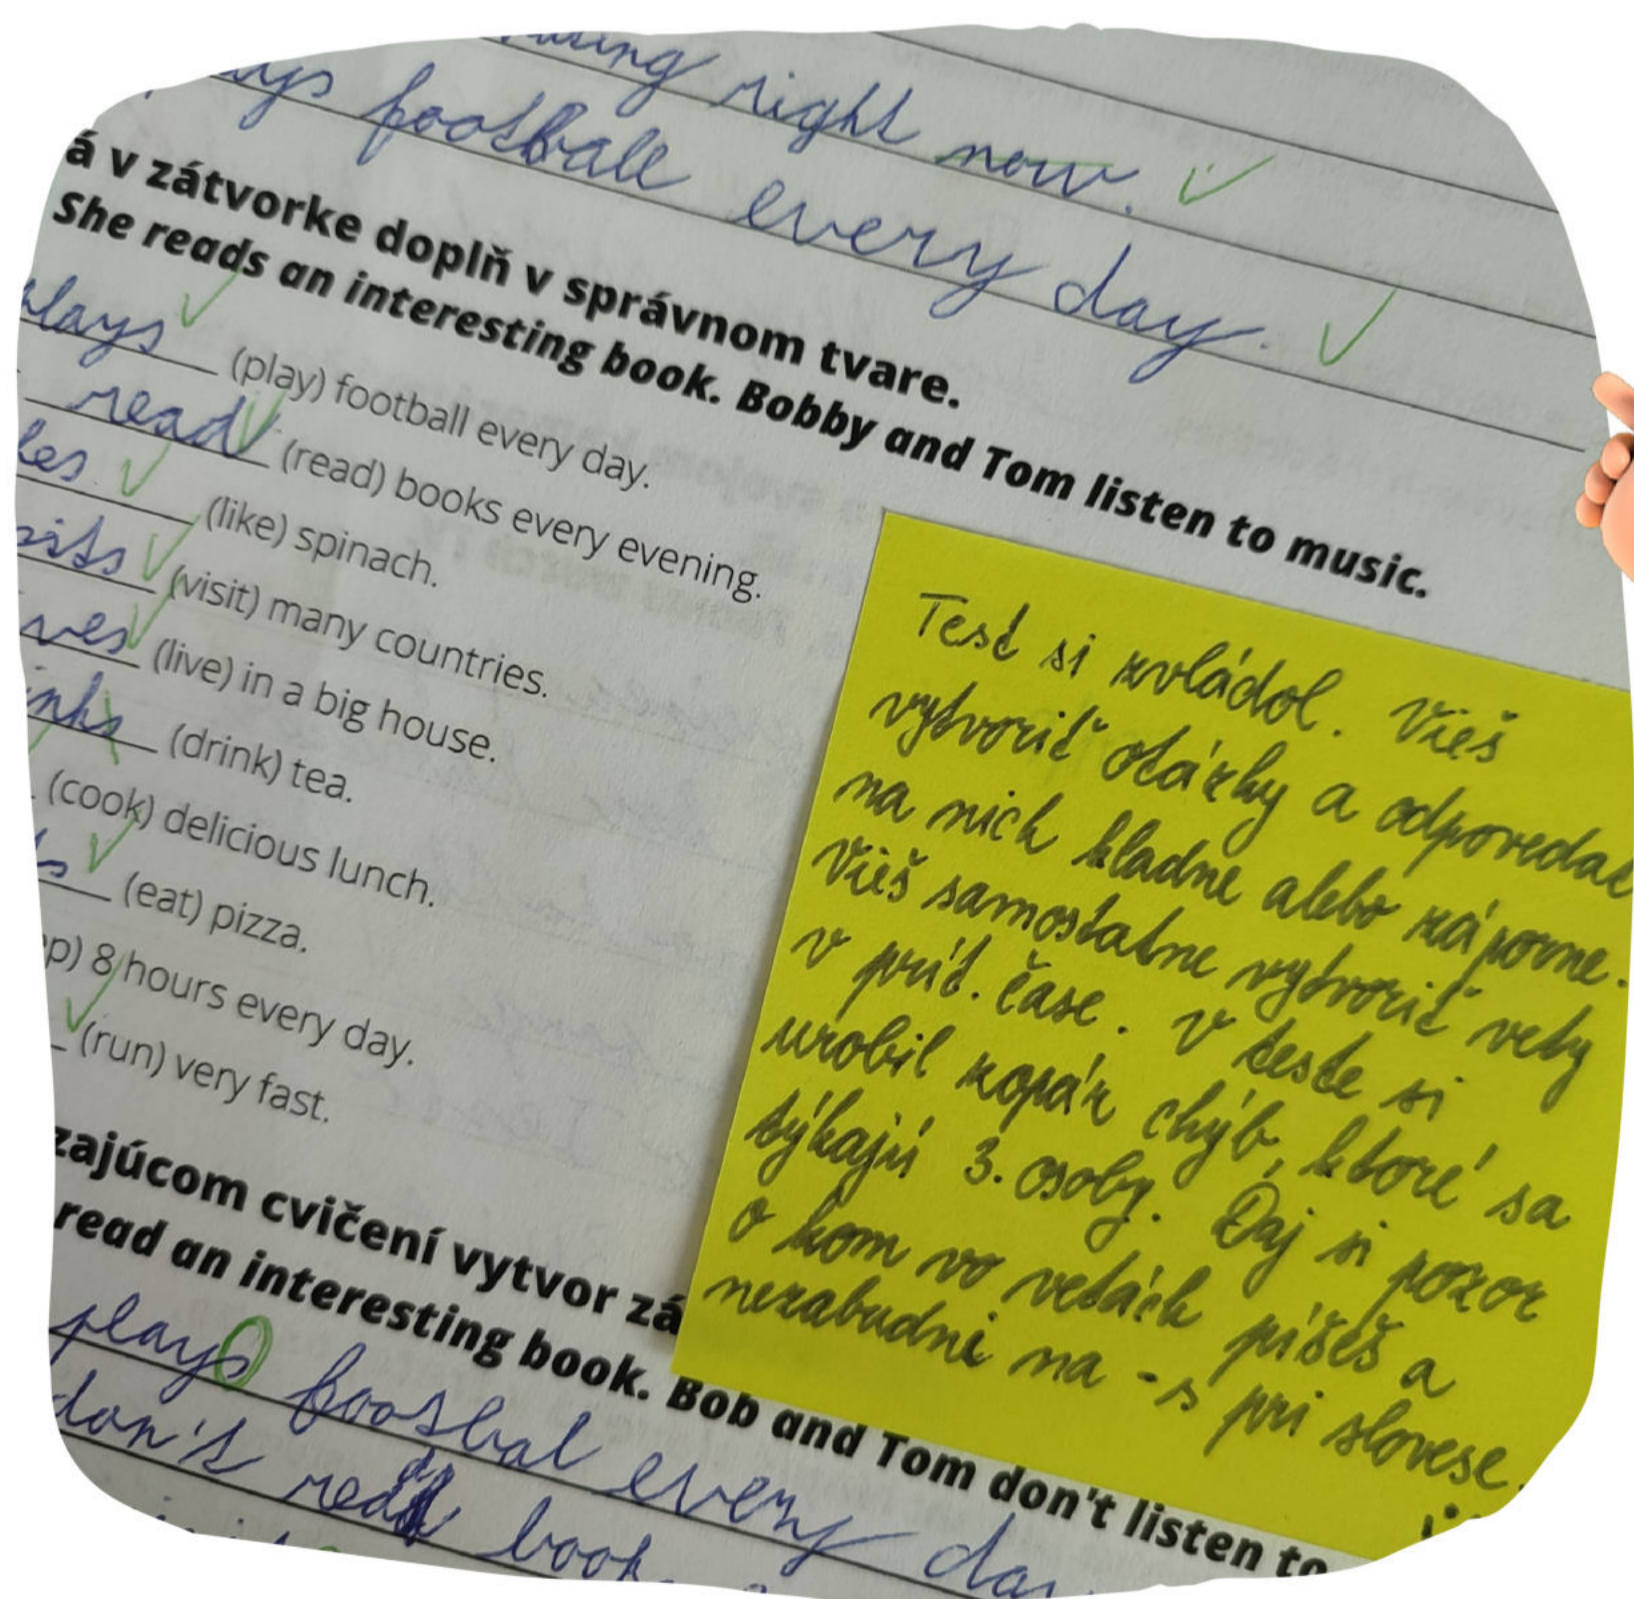 right now.
football every day.
á v zátvorke doplň v správnom tvare.
She reads an interesting book. Bobby and Tom listen to music.
plays (play) football every day.
read (read) books every evening.
(like) spinach.
(visit) many countries.
(live) in a big house.
(drink) tea.
(cook) delicious lunch.
(eat) pizza.
8 hours every day.
(run) very fast.
Test si zvládol. Vieš
vytvoriť otázky a odpovedať
na nich kladne alebo záporne.
Vieš samostatne vytvoriť vety
v prít. čase. V teste si
urobil zopár chýb, ktoré sa
týkajú 3. osoby. Daj si pozor
o kom vo vetách píšeš a
nezabudni na -s pri slovese.
zajúcom cvičení vytvor zá
read an interesting book. Bob and Tom don't listen to
plays footbal every
don't read book